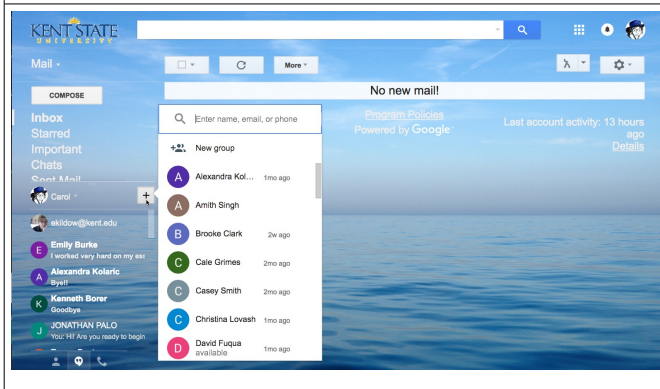 KENT STATE
UNIVERSITY
Mail
More
COMPOSE
No new mail!
Inbox
Starred
Important
Chats
Sent Mail
Program Policies
Powered by Google
Last account activity: 13 hours
ago
Details
Enter name, email, or phone
New group
A Alexandra Kol... 1mo ago
A Amith Singh
B Brooke Clark 2w ago
C Cale Grimes 2mo ago
C Casey Smith 2mo ago
C Christina Lovash 1mo ago
D David Fuqua 1mo ago
available
Carol
+
ekildow@kent.edu
E Emily Burke
I worked very hard on my ess
A Alexandra Kolaric
Bye!!
K Kenneth Borer
Goodbye
J JONATHAN PALO
You: Hi! Are you ready to begin